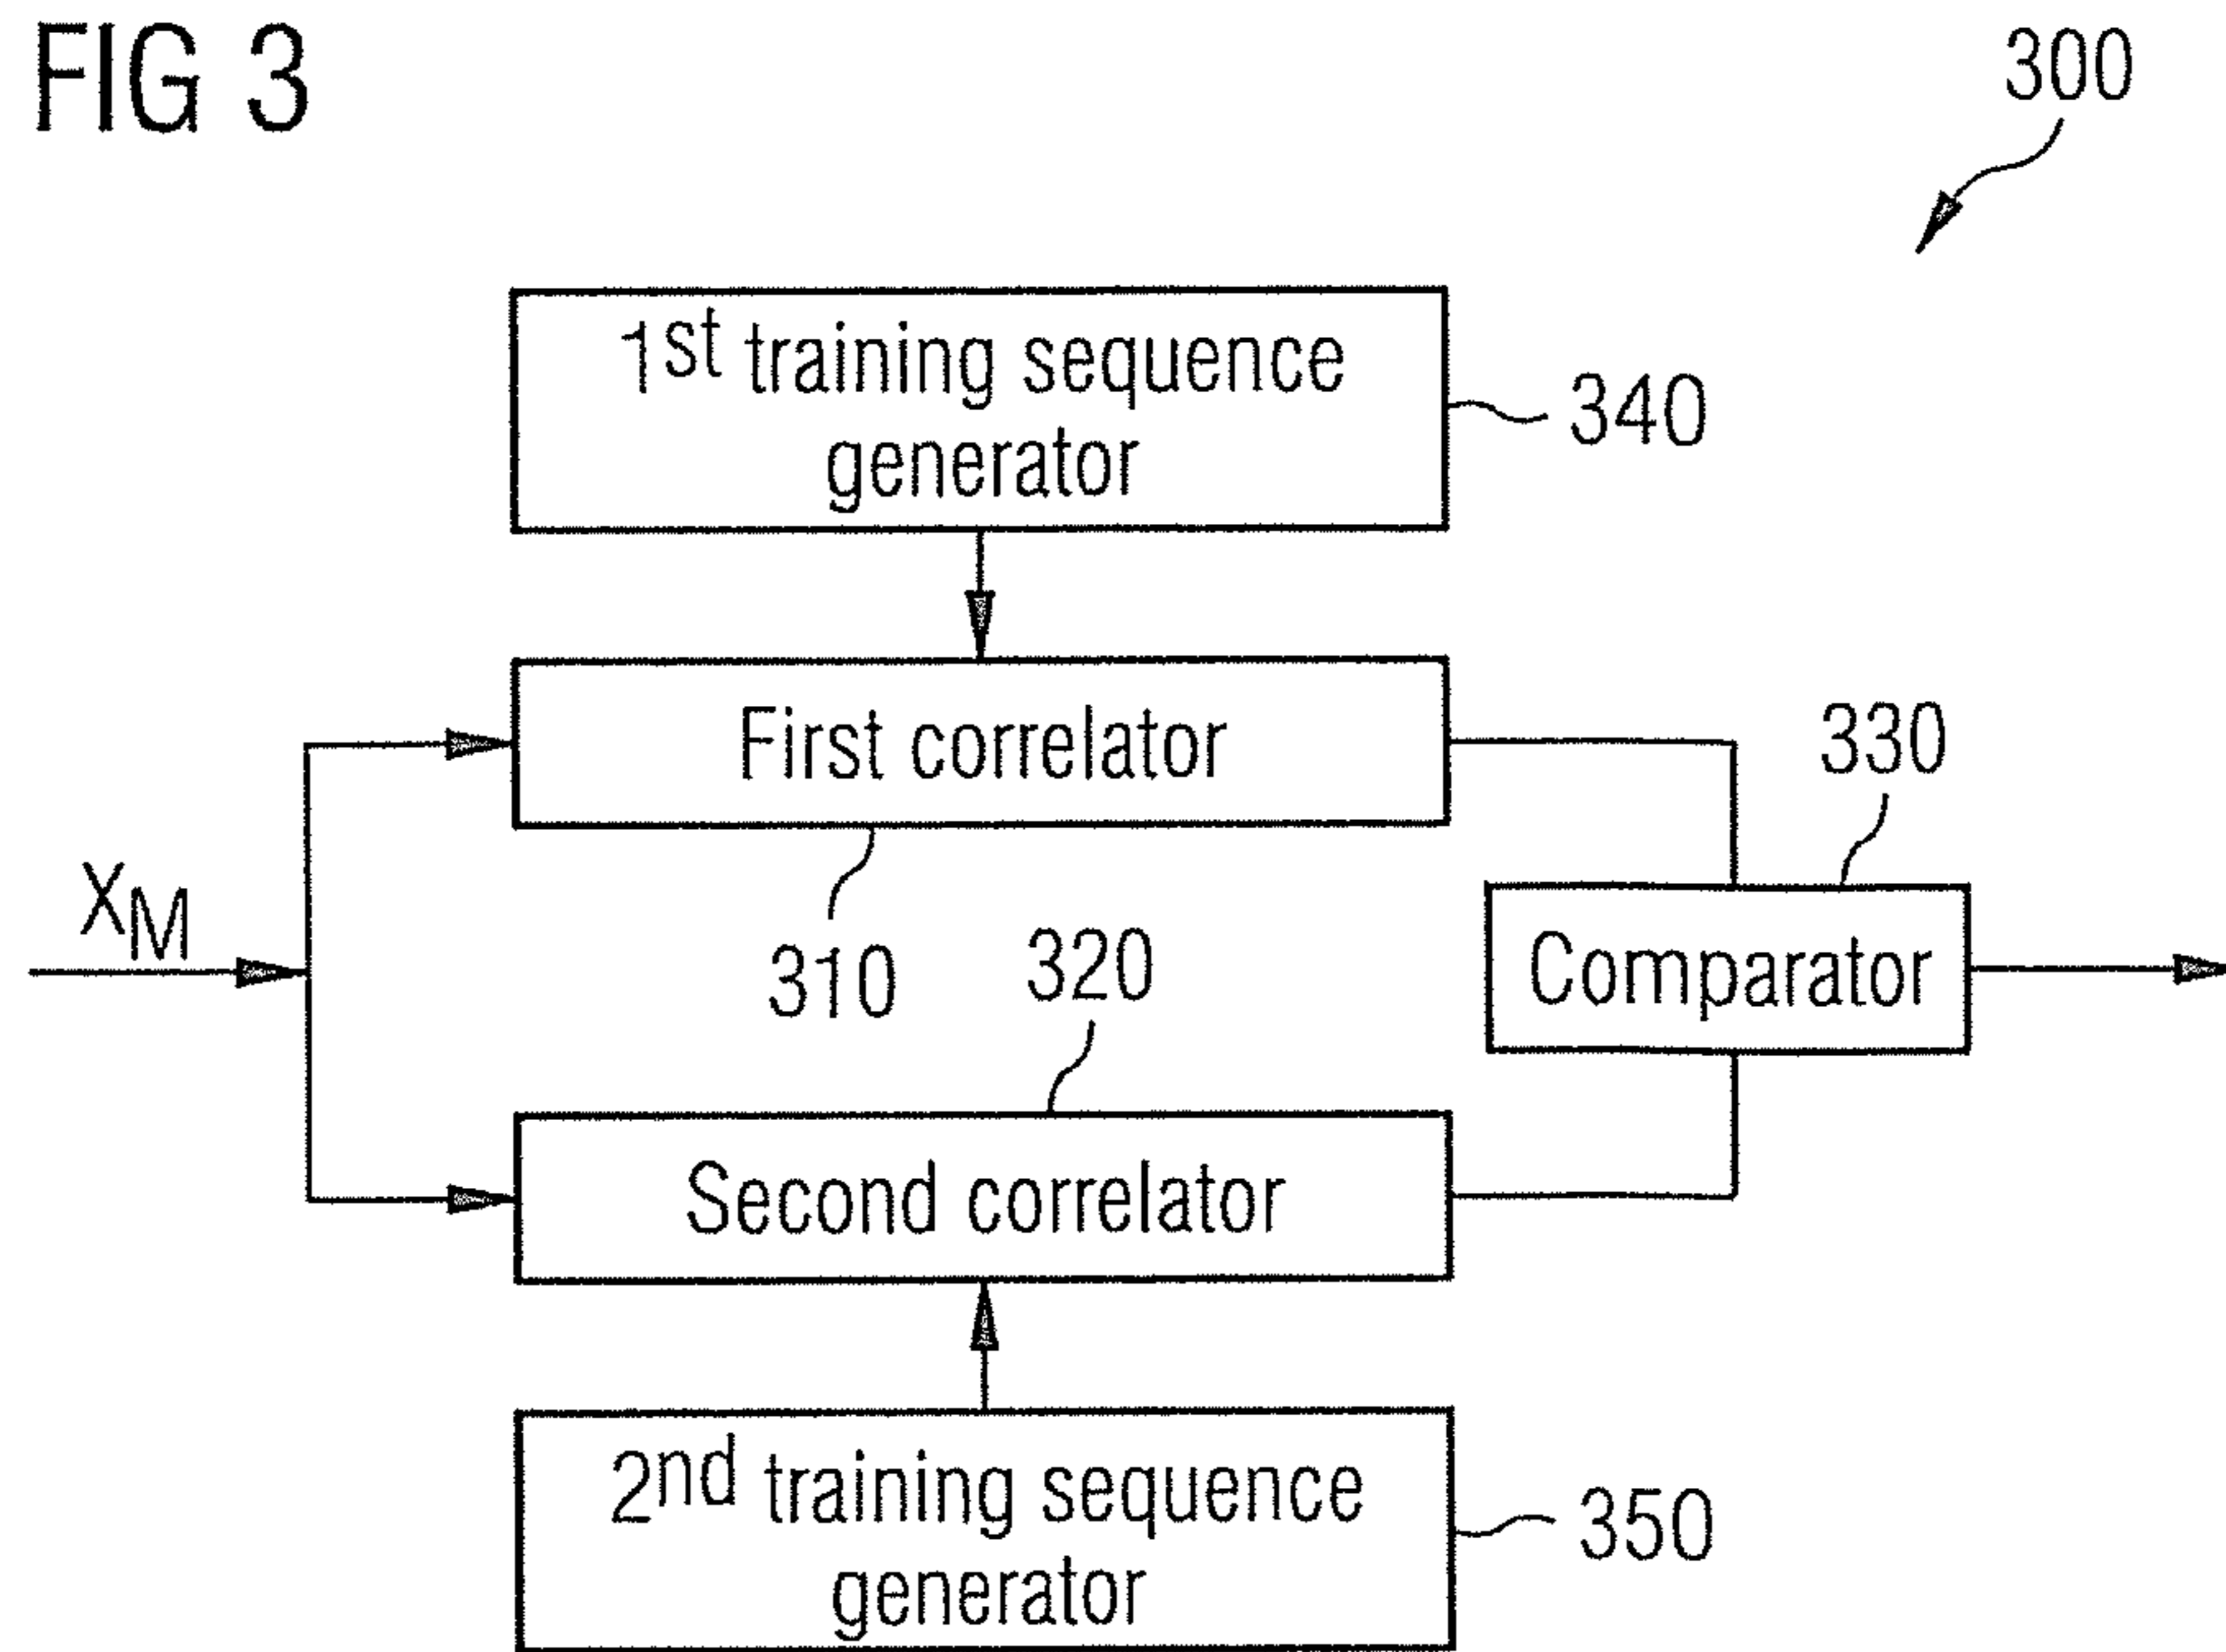 FIG 3
300
1st training sequence
generator
340
First correlator
330
XM
310
320
Comparator
Second correlator
2nd training sequence
generator
350